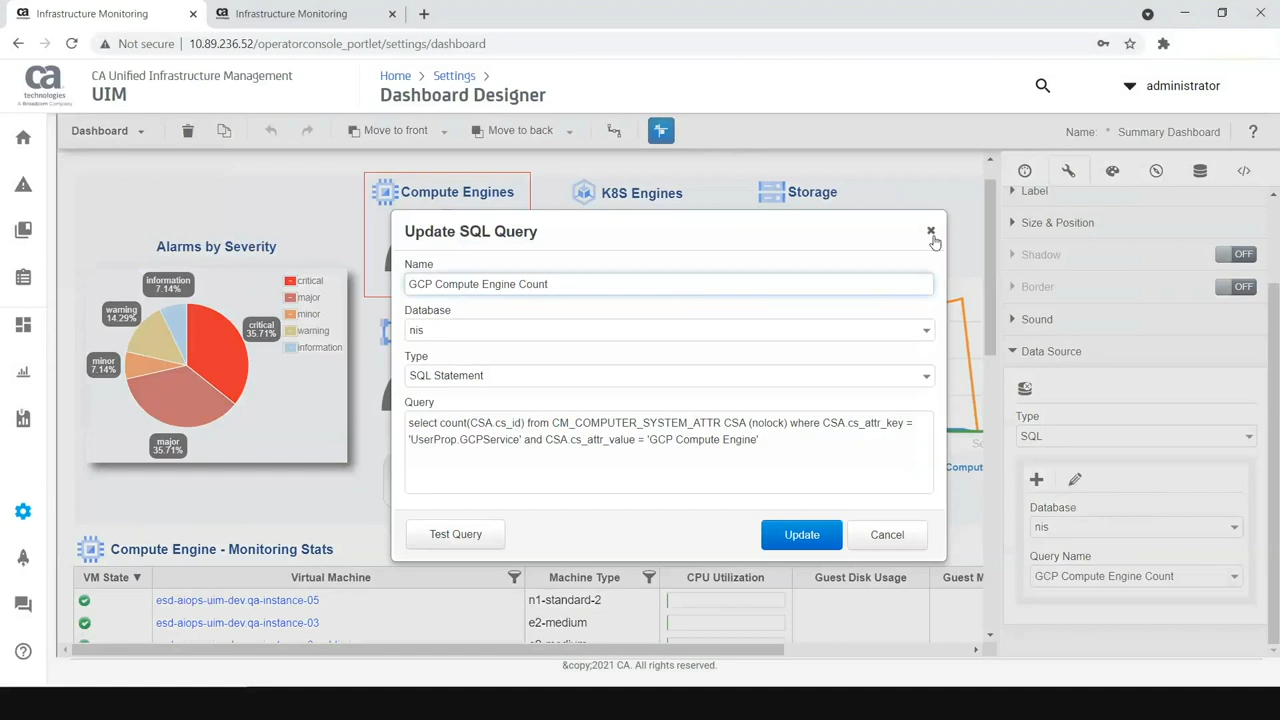 Infrastructure Monitoring
Infrastructure Monitoring
Not secure
10.89.236.52/operatorconsole_portlet/settings/dashboard
CA
technologies
A Broadcom Company
CA Unified Infrastructure Management
UIM
Home > Settings >
Dashboard Designer
administrator
Dashboard
Move to front
Move to back
Name: * Summary Dashboard
?
Compute Engines
K8S Engines
Storage
Alarms by Severity
information
7.14%
warning
14.29%
minor
7.14%
major
35.71%
critical
35.71%
critical
major
minor
warning
information
Update SQL Query
Name
GCP Compute Engine Count
Database
nis
Type
SQL Statement
Query
select count(CSA.cs_id) from CM_COMPUTER_SYSTEM_ATTR CSA (nolock) where CSA.cs_attr_key =
'UserProp.GCPService' and CSA.cs_attr_value = 'GCP Compute Engine'
Test Query
Update
Cancel
Comput
Label
Size & Position
Shadow
OFF
Border
OFF
Sound
Data Source
Type
SQL
Database
nis
Query Name
GCP Compute Engine Count
Compute Engine - Monitoring Stats
VM State
Virtual Machine
Machine Type
CPU Utilization
Guest Disk Usage
Guest M
esd-aiops-uim-dev.qa-instance-05
n1-standard-2
esd-aiops-uim-dev.qa-instance-03
e2-medium
&copy;2021 CA. All rights reserved.